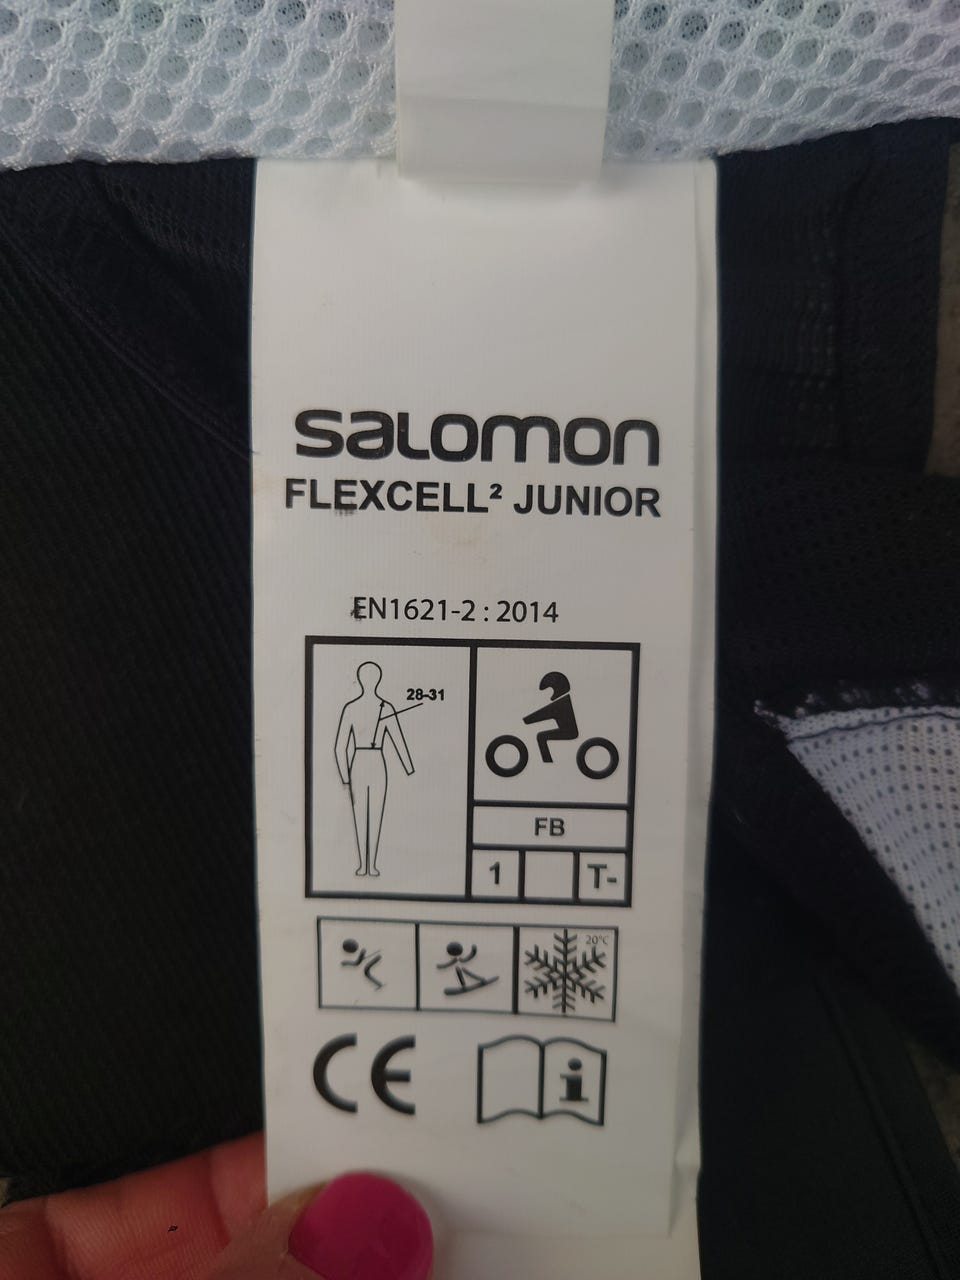 salomon
FLEXCELL² JUNIOR
EN1621-2 : 2014
28-31
FB
1
T-
20°C
CE
i